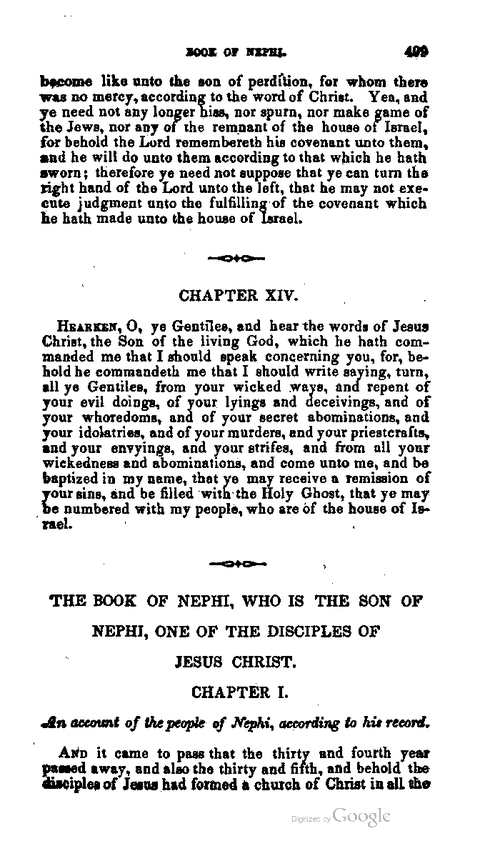 BOOK OF NEPHI. 499
become like unto the son of perdition, for whom there
was no mercy, according to the word of Christ. Yea, and
ye need not any longer hiss, nor spurn, nor make game of
the Jews, nor any of the remnant of the house of Israel,
for behold the Lord remembereth his covenant unto them,
and he will do unto them according to that which he hath
sworn; therefore ye need not suppose that ye can turn the
right hand of the Lord unto the left, that he may not exe-
cute judgment unto the fulfilling of the covenant which
he hath made unto the house of Israel.
CHAPTER XIV.
HEARKEN, O, ye Gentiles, and hear the words of Jesus
Christ, the Son of the living God, which he hath com-
manded me that I should speak concerning you, for, be-
hold he commandeth me that I should write saying, turn,
all ye Gentiles, from your wicked ways, and repent of
your evil doings, of your lyings and deceivings, and of
your whoredoms, and of your secret abominations, and
your idolatries, and of your murders, and your priestcrafts,
and your envyings, and your strifes, and from all your
wickedness and abominations, and come unto me, and be
baptized in my name, that ye may receive a remission of
your sins, and be filled with the Holy Ghost, that ye may
be numbered with my people, who are of the house of Is-
rael.
THE BOOK OF NEPHI, WHO IS THE SON OF
NEPHI, ONE OF THE DISCIPLES OF
JESUS CHRIST.
CHAPTER I.
An account of the people of Nephi, according to his record.
AND it came to pass that the thirty and fourth year
passed away, and also the thirty and fifth, and behold the
disciples of Jesus had formed a church of Christ in all the
Digitized by Google